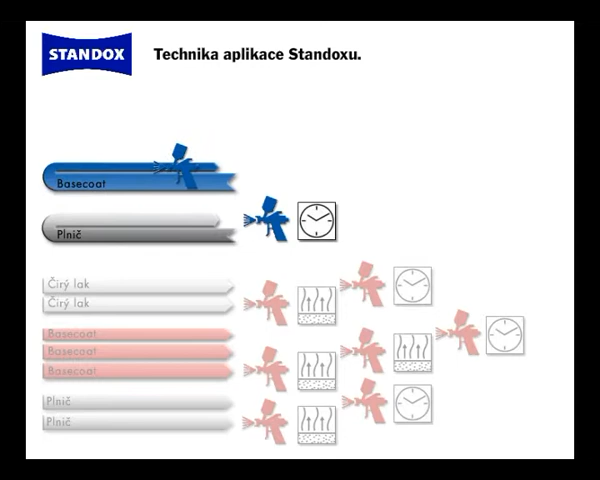 STANDOX
Technika aplikace Standoxu.
Basecoat
Plnič
Čirý lak
Čirý lak
Basecoat
Basecoat
Basecoat
Plnič
Plnič